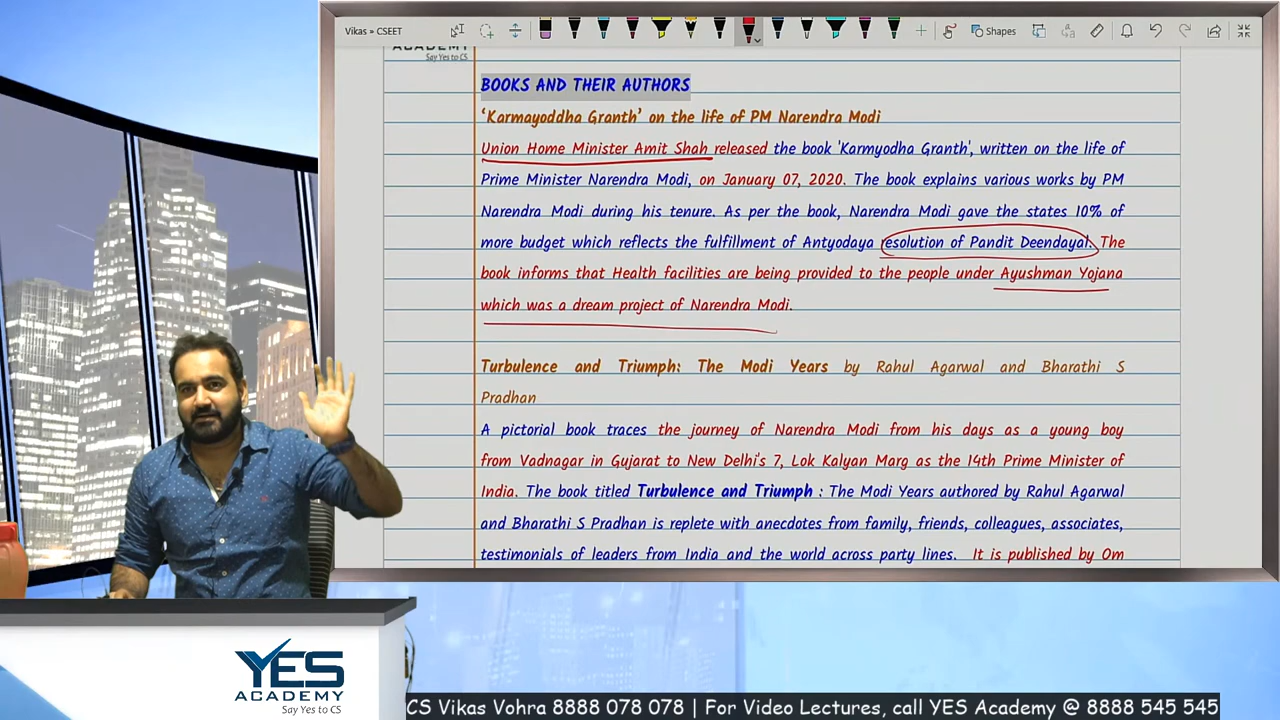 Vikas » CSEET
Shapes
ACADEMY
Say Yes to CS
BOOKS AND THEIR AUTHORS
‘Karmayoddha Granth’ on the life of PM Narendra Modi
Union Home Minister Amit Shah released the book 'Karmyodha Granth', written on the life of
Prime Minister Narendra Modi, on January 07, 2020. The book explains various works by PM
Narendra Modi during his tenure. As per the book, Narendra Modi gave the states 10% of
more budget which reflects the fulfillment of Antyodaya resolution of Pandit Deendayal. The
book informs that Health facilities are being provided to the people under Ayushman Yojana
which was a dream project of Narendra Modi.
Turbulence and Triumph: The Modi Years by Rahul Agarwal and Bharathi S
Pradhan
A pictorial book traces the journey of Narendra Modi from his days as a young boy
from Vadnagar in Gujarat to New Delhi's 7, Lok Kalyan Marg as the 14th Prime Minister of
India. The book titled Turbulence and Triumph : The Modi Years authored by Rahul Agarwal
and Bharathi S Pradhan is replete with anecdotes from family, friends, colleagues, associates,
testimonials of leaders from India and the world across party lines. It is published by Om
YES
ACADEMY
Say Yes to CS
CS Vikas Vohra 8888 078 078 | For Video Lectures, call YES Academy @ 8888 545 545